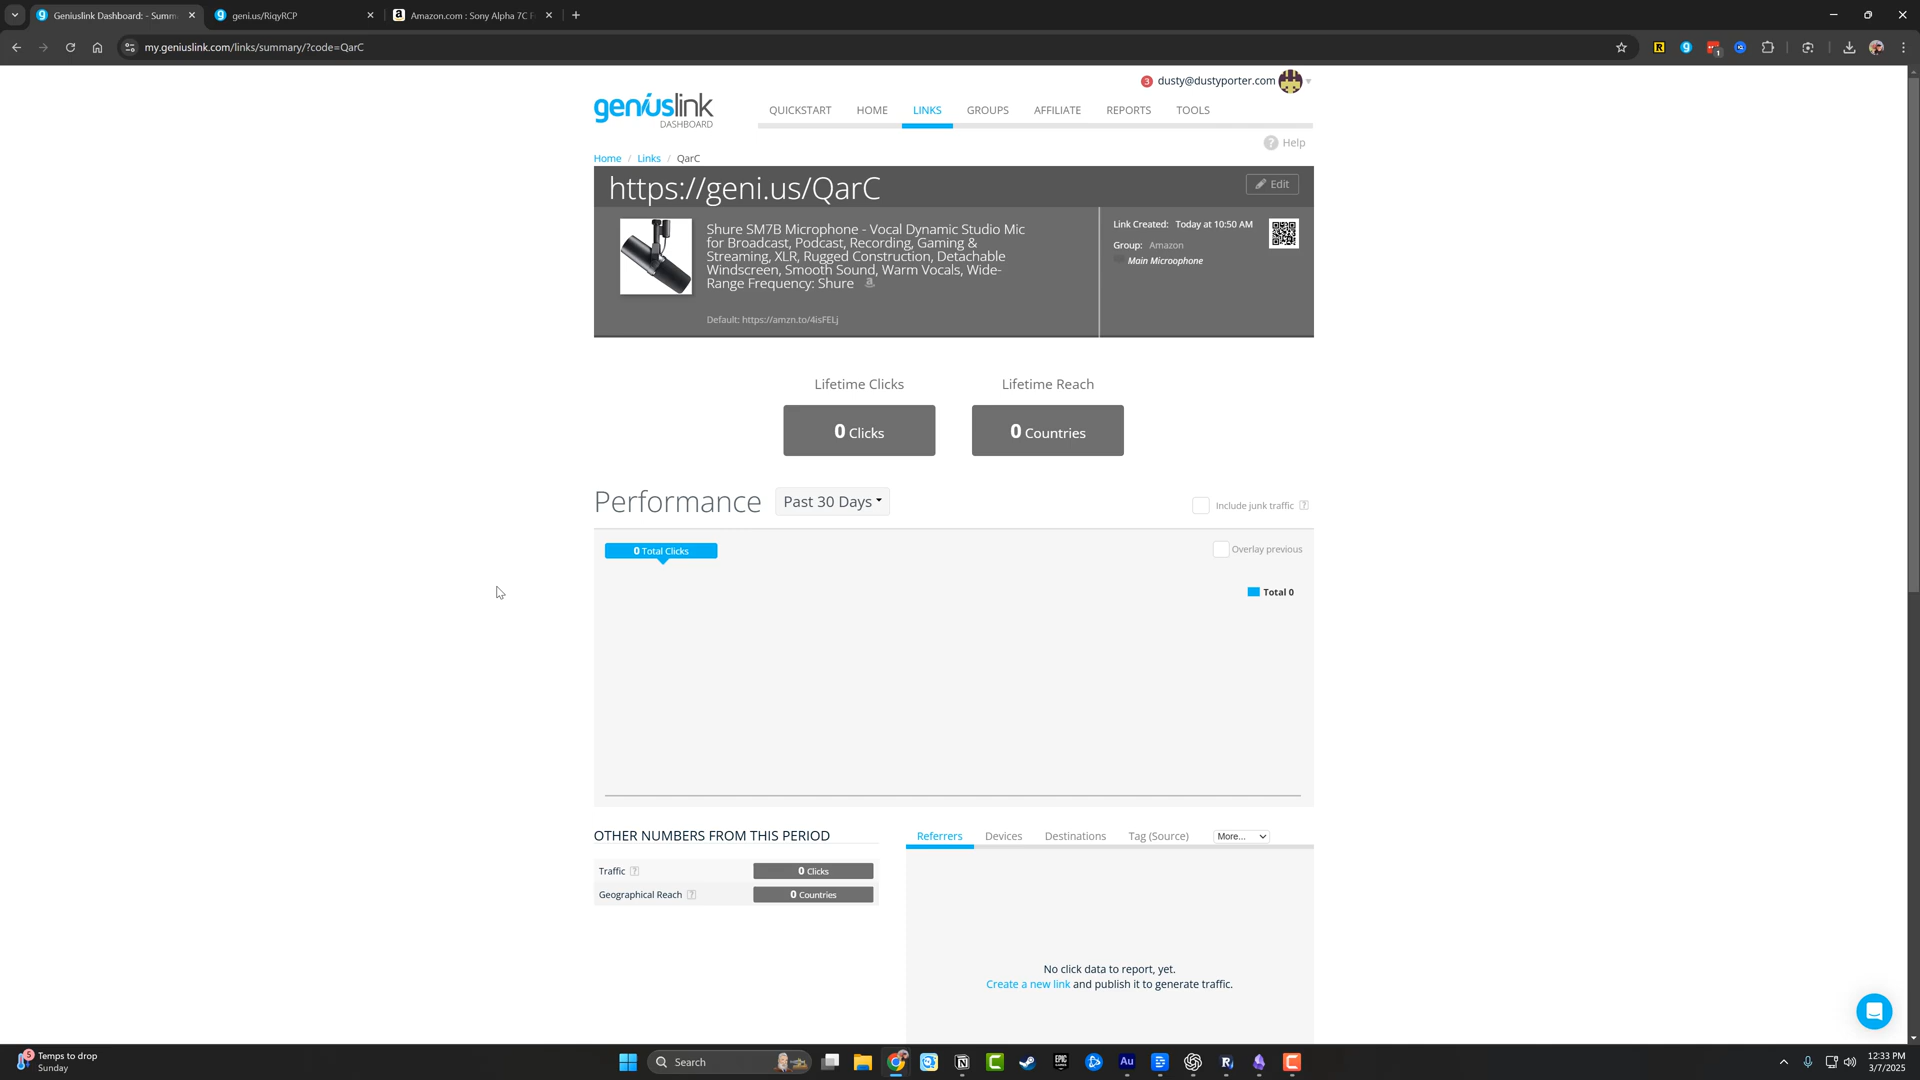 Geniuslink Dashboard: - Summ
geni.us/RiqyRCP
Amazon.com : Sony Alpha 7C F
my.geniuslink.com/links/summary/?code=QarC
3 dusty@dustyporter.com
geniuslink
DASHBOARD
QUICKSTART HOME LINKS GROUPS AFFILIATE REPORTS TOOLS
? Help
Home / Links / QarC
https://geni.us/QarC
Edit
Shure SM7B Microphone - Vocal Dynamic Studio Mic
for Broadcast, Podcast, Recording, Gaming &
Streaming, XLR, Rugged Construction, Detachable
Windscreen, Smooth Sound, Warm Vocals, Wide-
Range Frequency: Shure
Default: https://amzn.to/4isFELj
Link Created: Today at 10:50 AM
Group: Amazon
Main Microophone
Lifetime Clicks
0 Clicks
Lifetime Reach
0 Countries
Performance
Past 30 Days
Include junk traffic ?
0 Total Clicks
Overlay previous
Total 0
OTHER NUMBERS FROM THIS PERIOD
Traffic ? 0 Clicks
Geographical Reach ? 0 Countries
Referrers Devices Destinations Tag (Source) More...
No click data to report, yet.
Create a new link and publish it to generate traffic.
5
Temps to drop
Sunday
Search
EPIC
GAMES
Au
12:33 PM
3/7/2025